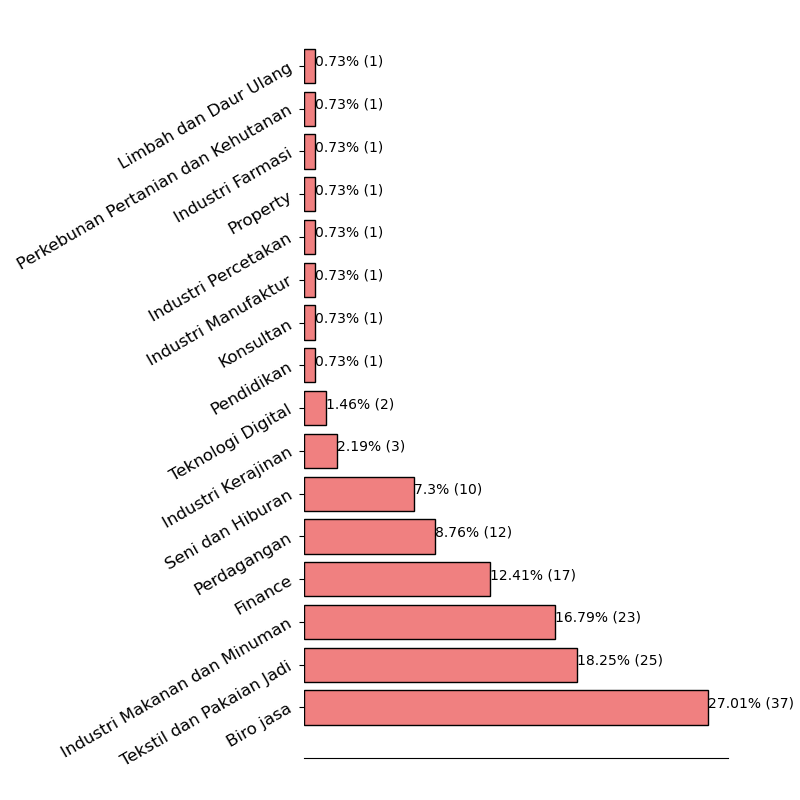 Limbah dan Daur Ulang 0.73% (1)
Perkebunan Pertanian dan Kehutanan 0.73% (1)
Industri Farmasi 0.73% (1)
Property 0.73% (1)
Industri Percetakan 0.73% (1)
Industri Manufaktur 0.73% (1)
Konsultan 0.73% (1)
Pendidikan 0.73% (1)
Teknologi Digital 1.46% (2)
Industri Kerajinan 2.19% (3)
Seni dan Hiburan 7.3% (10)
Perdagangan 8.76% (12)
Finance 12.41% (17)
Industri Makanan dan Minuman 16.79% (23)
Tekstil dan Pakaian Jadi 18.25% (25)
Biro jasa 27.01% (37)